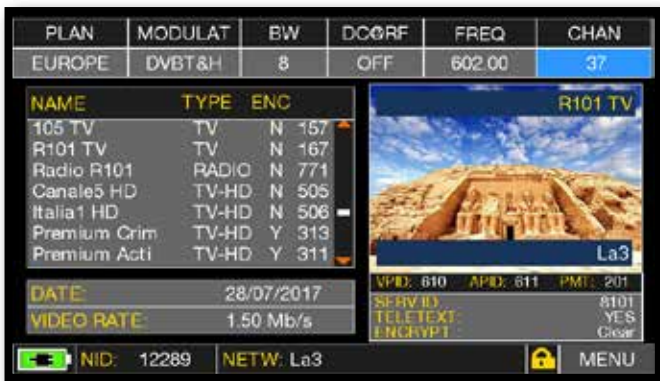 PLAN MODULAT BW DC@RF FREQ CHAN
EUROPE DVBT&H 8 OFF 602.00 37
NAME TYPE ENC
105 TV TV N 157
R101 TV TV N 167
Radio R101 RADIO N 771
Canale5 HD TV-HD N 505
Italia1 HD TV-HD N 506
Premium Crim TV-HD Y 313
Premium Acti TV-HD Y 311
R101 TV
La3
VPID: 610 APID: 611 PMT: 201
SERV ID: 8101
TELETEXT: YES
ENCRYPT: Clear
DATE: 28/07/2017
VIDEO RATE: 1.50 Mb/s
NID: 12289 NETW: La3 MENU